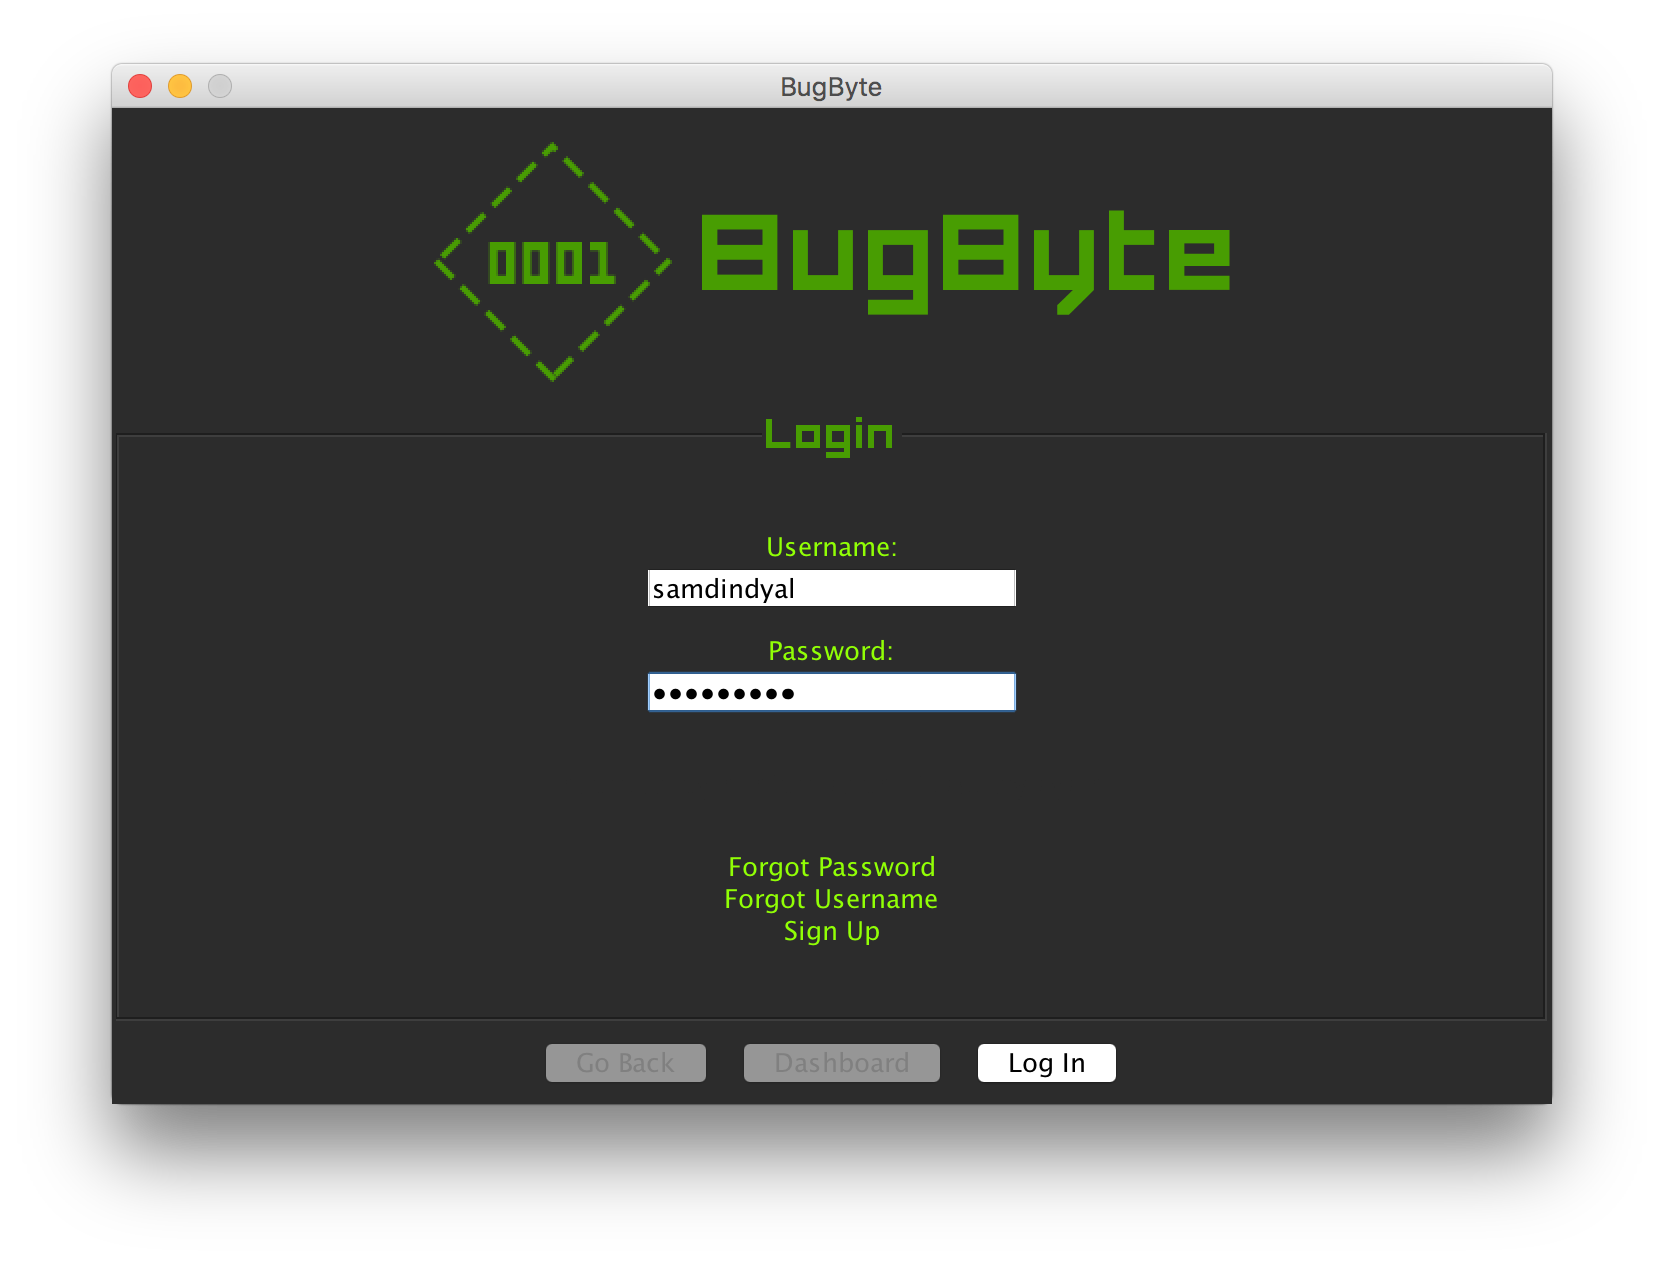 BugByte
0001 BugByte
Login
Username:
samdindyal
Password:
•••••••••
Forgot Password
Forgot Username
Sign Up
Go Back Dashboard Log In